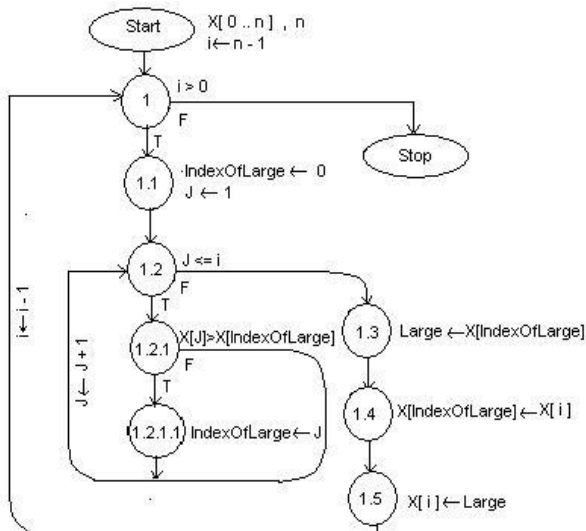 Start
X[ 0 .. n] , n
i ← n - 1
1
i > 0
F
T
Stop
1.1
IndexOfLarge ← 0
J ← 1
1.2
J <= i
F
T
1.2.1
X[J]>X[IndexOfLarge]
F
T
1.2.1.1
IndexOfLarge ← J
J ← J + 1
i ← i - 1
1.3
Large ← X[IndexOfLarge]
1.4
X[IndexOfLarge] ← X[ i ]
1.5
X[ i ] ← Large